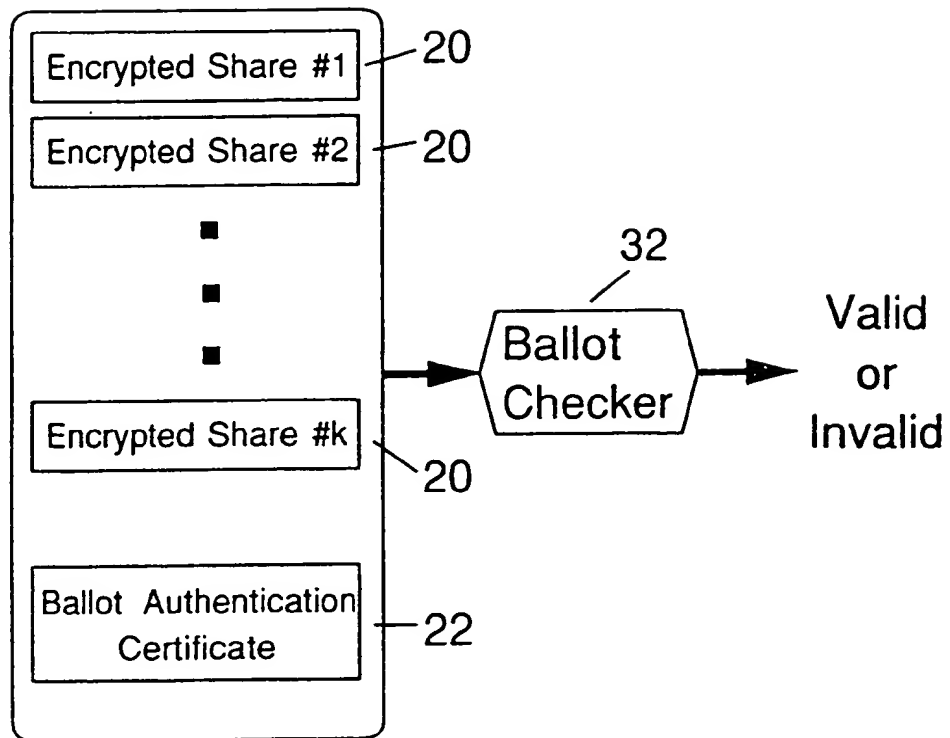 Encrypted Share #1
20
Encrypted Share #2
20
Encrypted Share #k
20
Ballot Authentication
Certificate
22
32
Ballot
Checker
Valid
or
Invalid